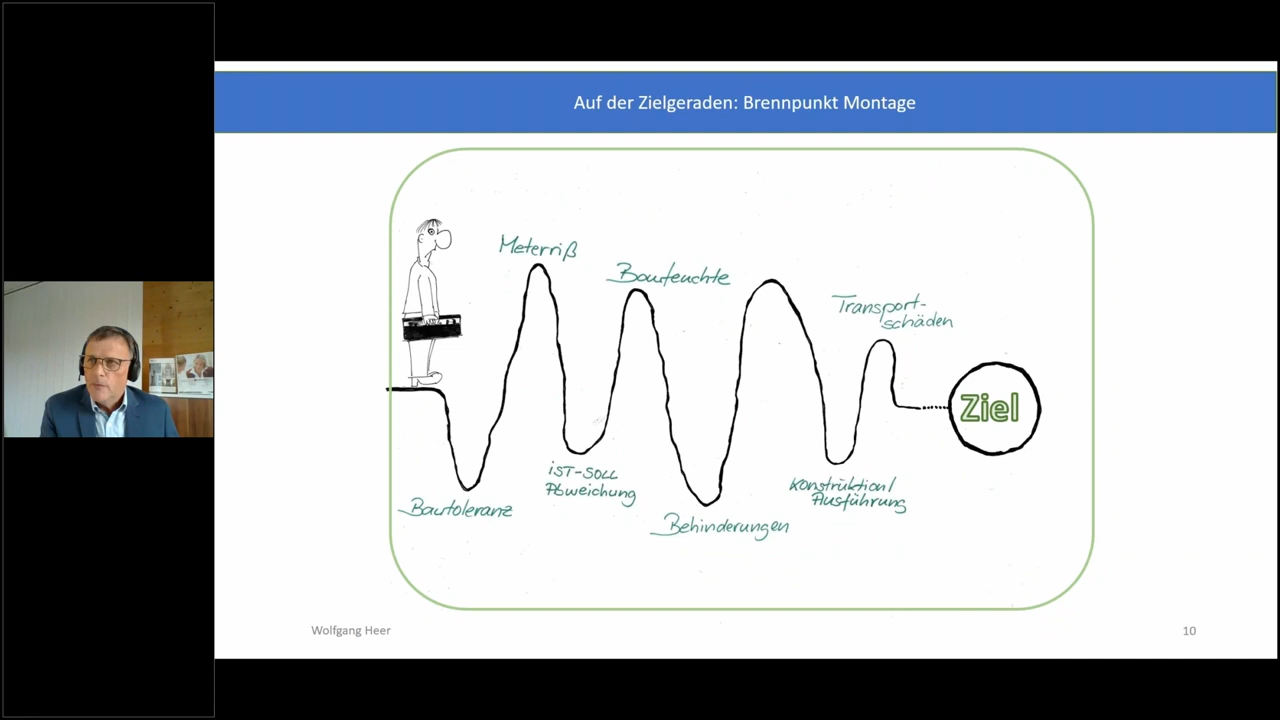 Auf der Zielgeraden: Brennpunkt Montage
Meterriß
Baufeuchte
Transport-
schäden
Ziel
iST-SOLL
Abweichung
Konstruktion/
Ausführung
Bautoleranz
Behinderungen
Wolfgang Heer
10